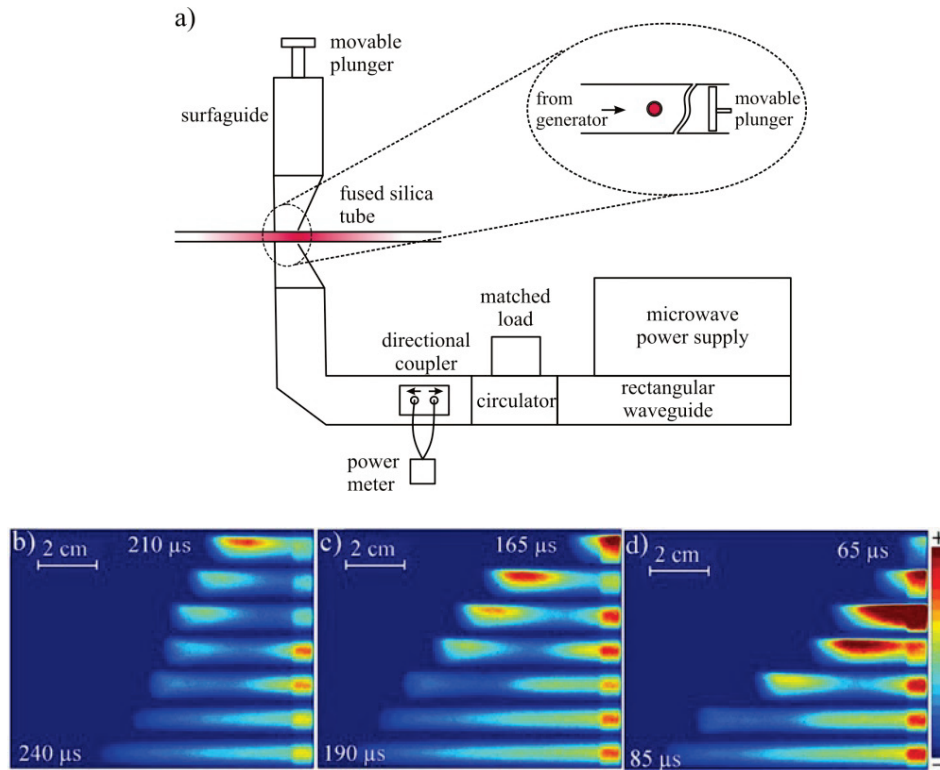 a)
movable
plunger
surfaguide
from
generator
movable
plunger
fused silica
tube
matched
load
microwave
power supply
directional
coupler
circulator
rectangular
waveguide
power
meter
b)
210 µs
2 cm
240 µs
c)
165 µs
2 cm
190 µs
d)
65 µs
2 cm
85 µs
+
−